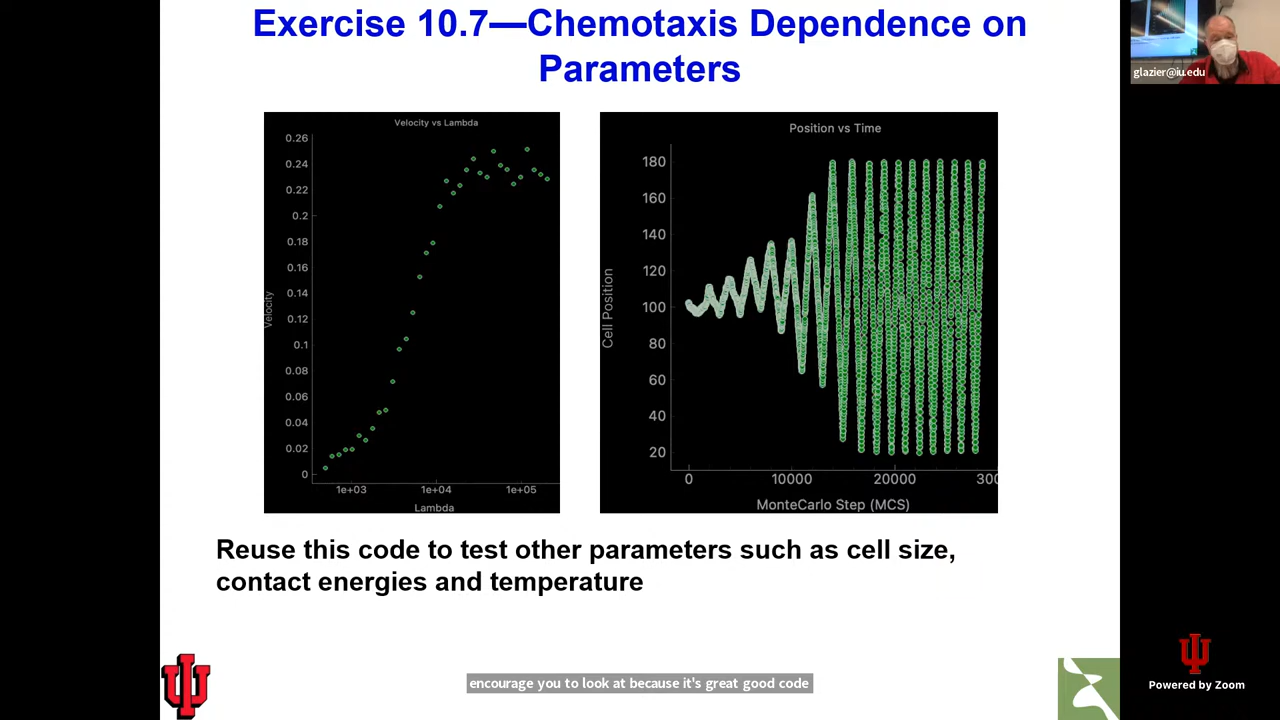 Exercise 10.7—Chemotaxis Dependence on
Parameters
glazier@iu.edu
Velocity vs Lambda
0.26
0.24
0.22
0.2
0.18
0.16
0.14
0.12
0.1
0.08
0.06
0.04
0.02
0
Velocity
1e+03 1e+04 1e+05
Lambda
Position vs Time
180
160
140
120
100
80
60
40
20
Cell Position
0 10000 20000 300
MonteCarlo Step (MCS)
Reuse this code to test other parameters such as cell size,
contact energies and temperature
encourage you to look at because it's great good code
Powered by Zoom